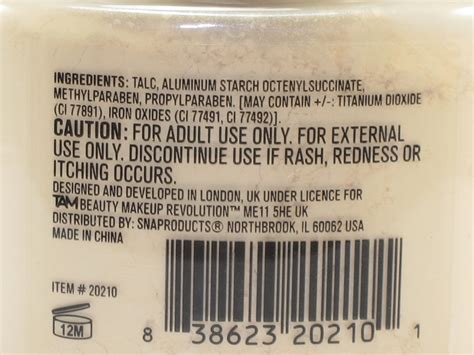 INGREDIENTS: TALC, ALUMINUM STARCH OCTENYLSUCCINATE,
METHYLPARABEN, PROPYLPARABEN. [MAY CONTAIN +/-: TITANIUM DIOXIDE
(CI 77891), IRON OXIDES (CI 77491, CI 77492)].
CAUTION: FOR ADULT USE ONLY. FOR EXTERNAL
USE ONLY. DISCONTINUE USE IF RASH, REDNESS OR
ITCHING OCCURS.
DESIGNED AND DEVELOPED IN LONDON, UK UNDER LICENCE FOR
TAM BEAUTY MAKEUP REVOLUTION™ ME11 5HE UK
DISTRIBUTED BY: SNAPRODUCTS® NORTHBROOK, IL 60062 USA
MADE IN CHINA
ITEM # 20210
12M
8 38623 20210 1